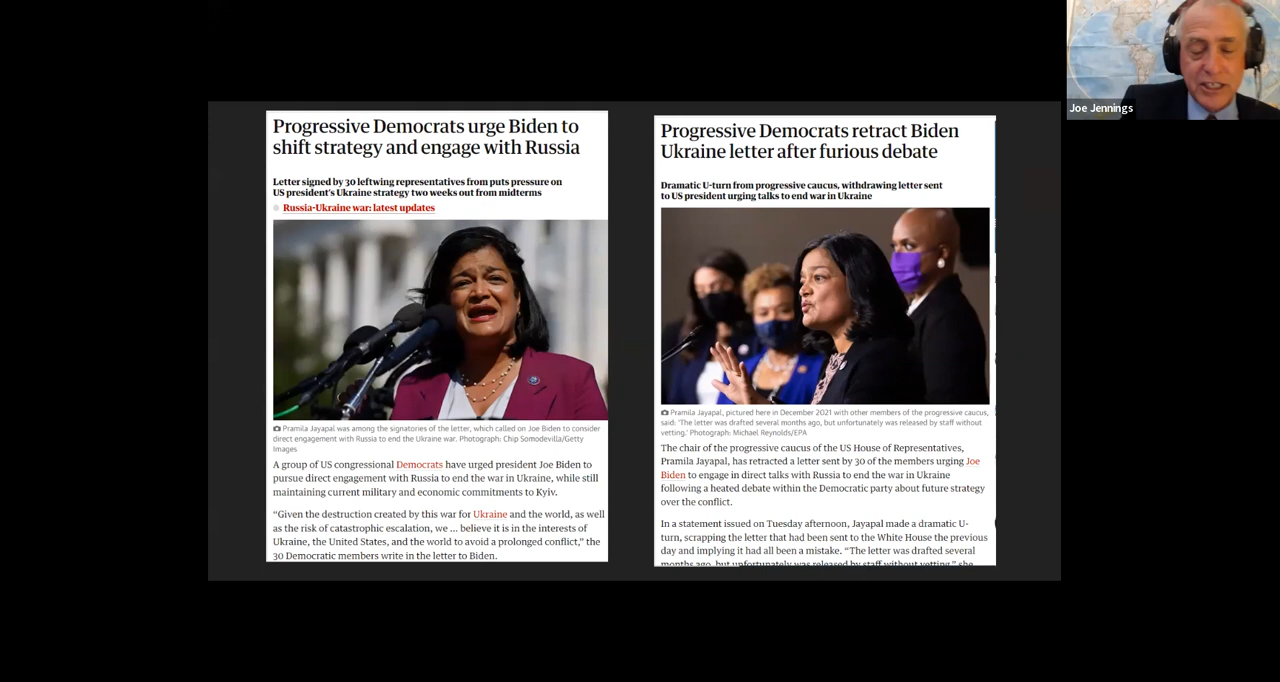 Joe Jennings
Progressive Democrats urge Biden to
shift strategy and engage with Russia
Letter signed by 30 leftwing representatives from puts pressure on
US president's Ukraine strategy two weeks out from midterms
Russia-Ukraine war: latest updates
Pramila Jayapal was among the signatories of the letter, which called on Joe Biden to consider
direct engagement with Russia to end the Ukraine war. Photograph: Chip Somodevilla/Getty
Images
A group of US congressional Democrats have urged president Joe Biden to
pursue direct engagement with Russia to end the war in Ukraine, while still
maintaining current military and economic commitments to Kyiv.
“Given the destruction created by this war for Ukraine and the world, as well
as the risk of catastrophic escalation, we ... believe it is in the interests of
Ukraine, the United States, and the world to avoid a prolonged conflict,” the
30 Democratic members write in the letter to Biden.
Progressive Democrats retract Biden
Ukraine letter after furious debate
Dramatic U-turn from progressive caucus, withdrawing letter sent
to US president urging talks to end war in Ukraine
Pramila Jayapal, pictured here in December 2021 with other members of the progressive caucus,
said: ‘The letter was drafted several months ago, but unfortunately was released by staff without
vetting.’ Photograph: Michael Reynolds/EPA
The chair of the progressive caucus of the US House of Representatives,
Pramila Jayapal, has retracted a letter sent by 30 of the members urging Joe
Biden to engage in direct talks with Russia to end the war in Ukraine
following a heated debate within the Democratic party about future strategy
over the conflict.
In a statement issued on Tuesday afternoon, Jayapal made a dramatic U-
turn, scrapping the letter that had been sent to the White House the previous
day and implying it had all been a mistake. “The letter was drafted several
months ago, but unfortunately was released by staff without vetting,” she